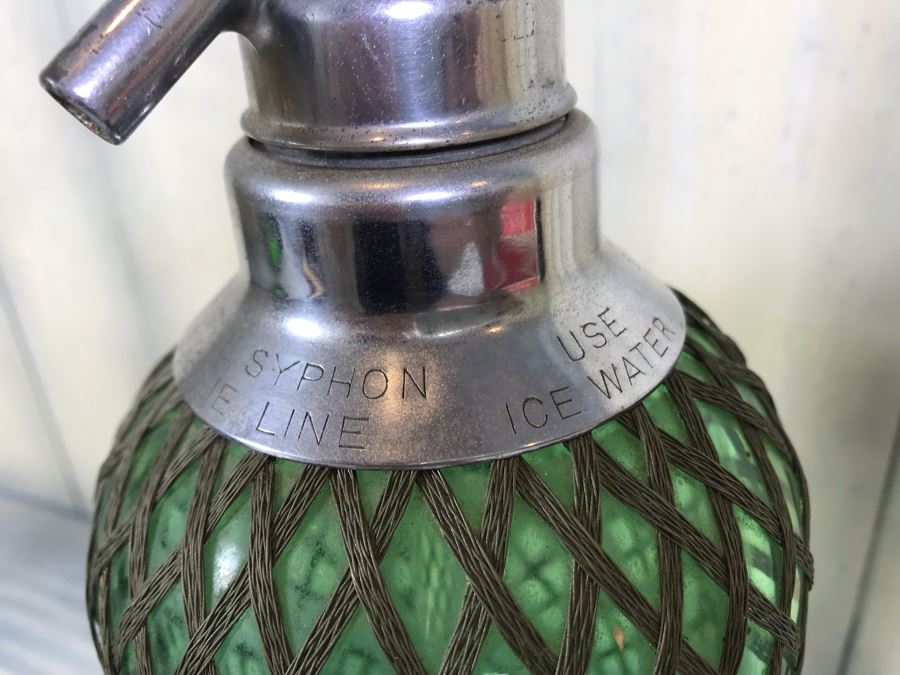 SYPHON
LINE
USE
ICE WATER